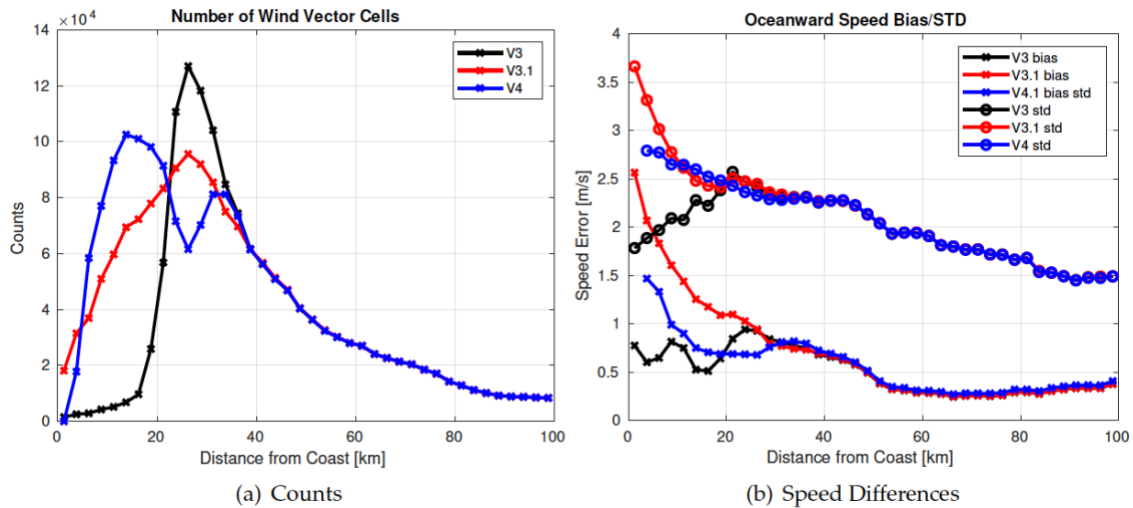 Number of Wind Vector Cells
×10⁴
14
12
10
8
6
4
2
0
Counts
V3
V3.1
V4
0
20
40
60
80
100
Distance from Coast [km]
(a) Counts
Oceanward Speed Bias/STD
4
3.5
3
2.5
2
1.5
1
0.5
0
Speed Error [m/s]
V3 bias
V3.1 bias
V4.1 bias std
V3 std
V3.1 std
V4 std
0
20
40
60
80
100
Distance from Coast [km]
(b) Speed Differences